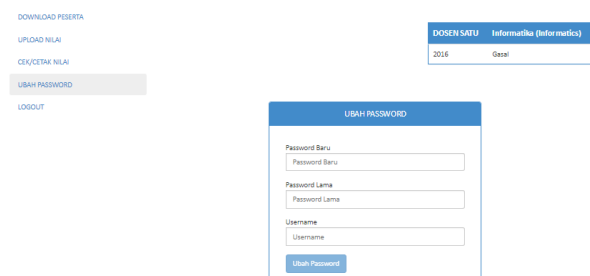 DOWNLOAD PESERTA
UPLOAD NILAI
CEK/CETAK NILAI
UBAH PASSWORD
LOGOUT
DOSEN SATU Informatika (Informatics)
2016 Gasal
UBAH PASSWORD
Password Baru
Password Baru
Password Lama
Password Lama
Username
Username
Ubah Password